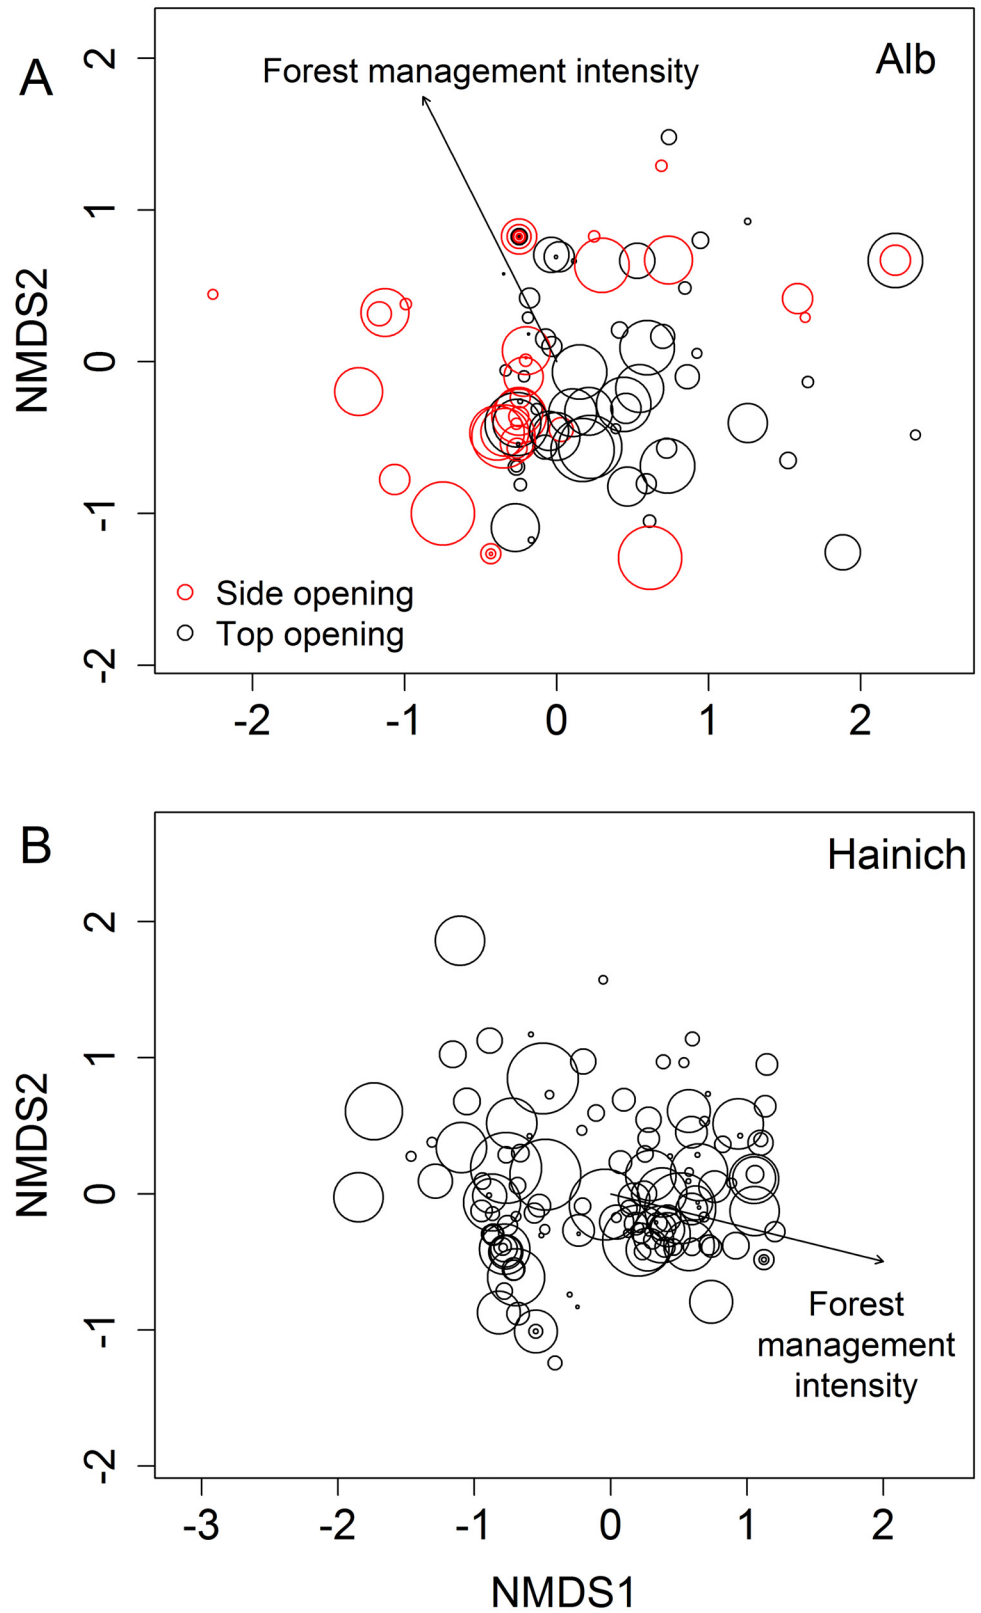 A
Alb
Forest management intensity
NMDS2
2
1
0
-1
-2
Side opening
Top opening
-2 -1 0 1 2
B
Hainich
NMDS2
2
1
0
-1
-2
Forest
management
intensity
-3 -2 -1 0 1 2
NMDS1